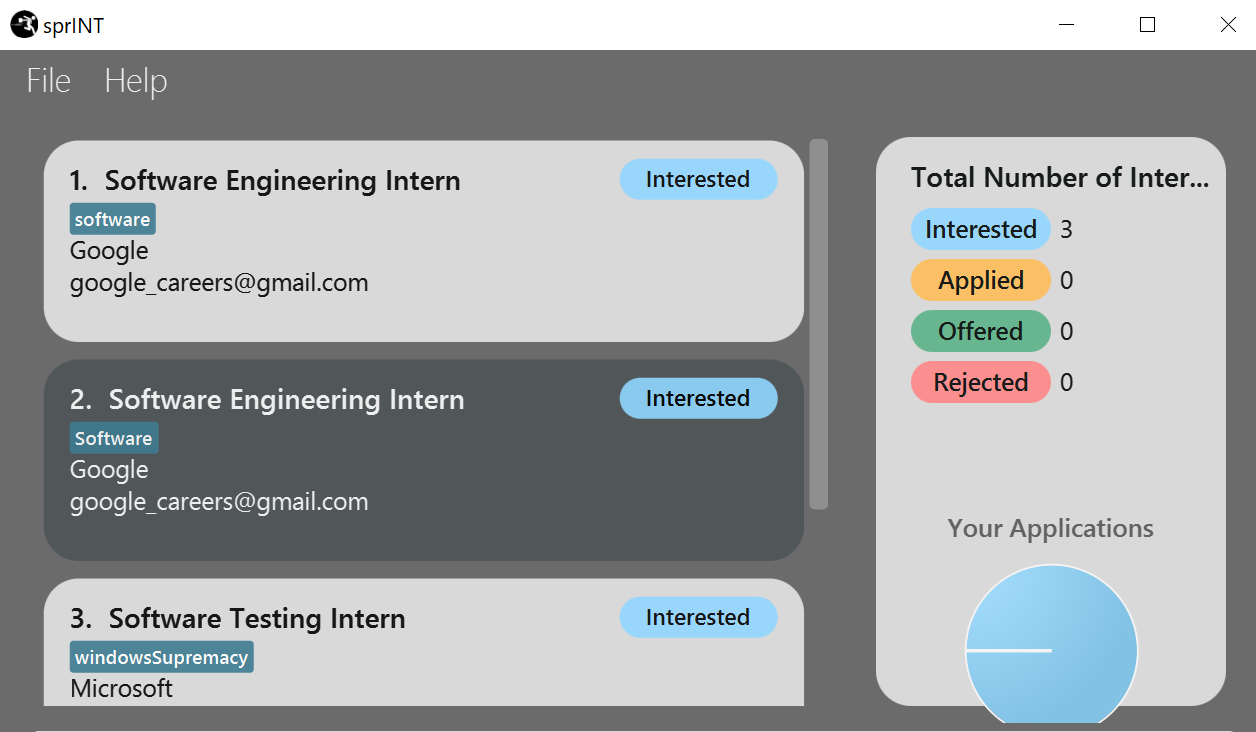 sprINT
File Help
1. Software Engineering Intern
Interested
software
Google
google_careers@gmail.com
2. Software Engineering Intern
Interested
Software
Google
google_careers@gmail.com
3. Software Testing Intern
Interested
windowsSupremacy
Microsoft
Total Number of Inter...
Interested 3
Applied 0
Offered 0
Rejected 0
Your Applications